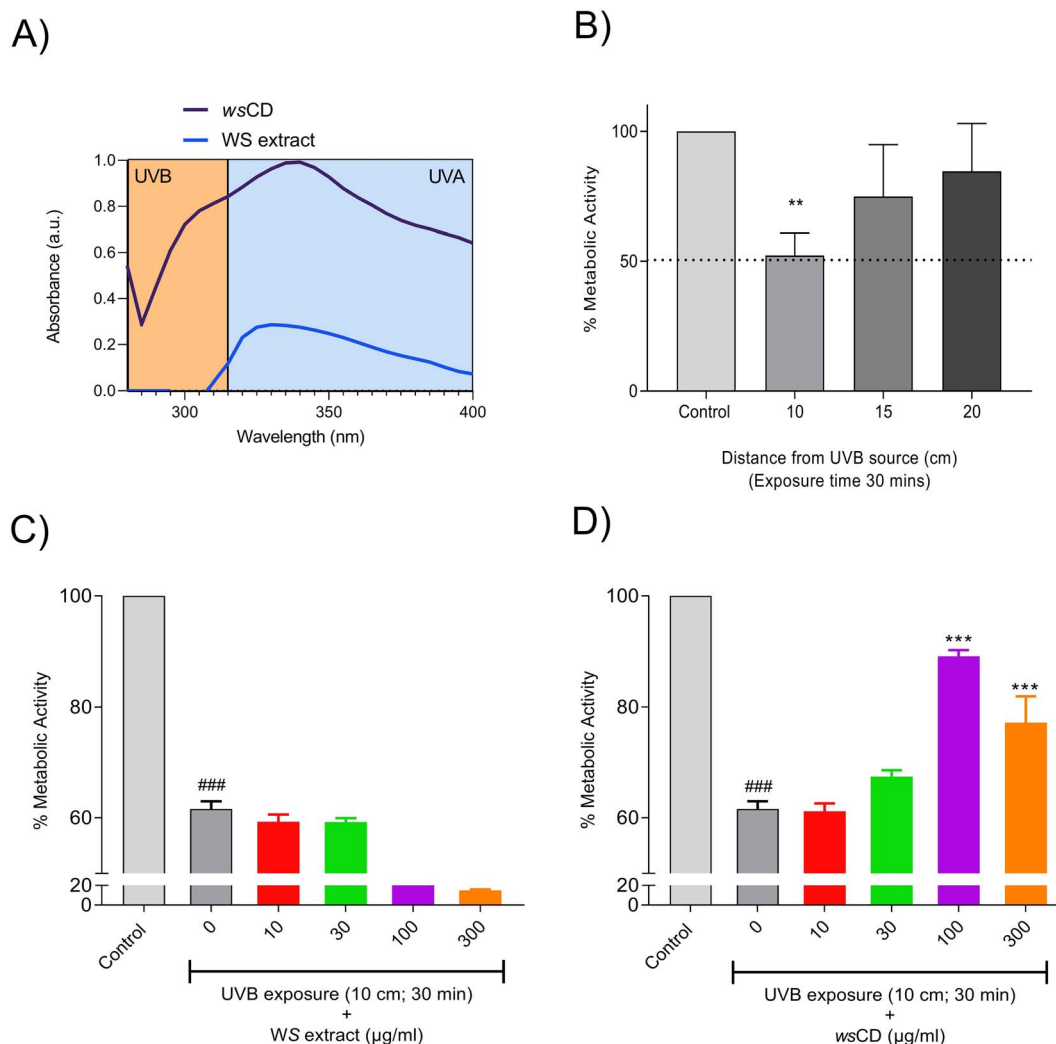 A)
wsCD
WS extract
1.0
UVB
UVA
0.8
0.6
0.4
0.2
0.0
Absorbance (a.u.)
300
350
400
Wavelength (nm)
B)
100
50
0
% Metabolic Activity
**
Control
10
15
20
Distance from UVB source (cm)
(Exposure time 30 mins)
C)
100
80
60
20
0
% Metabolic Activity
###
Control
0
10
30
100
300
UVB exposure (10 cm; 30 min)
+
WS extract (µg/ml)
D)
100
80
60
20
0
% Metabolic Activity
###
***
***
Control
0
10
30
100
300
UVB exposure (10 cm; 30 min)
+
wsCD (µg/ml)